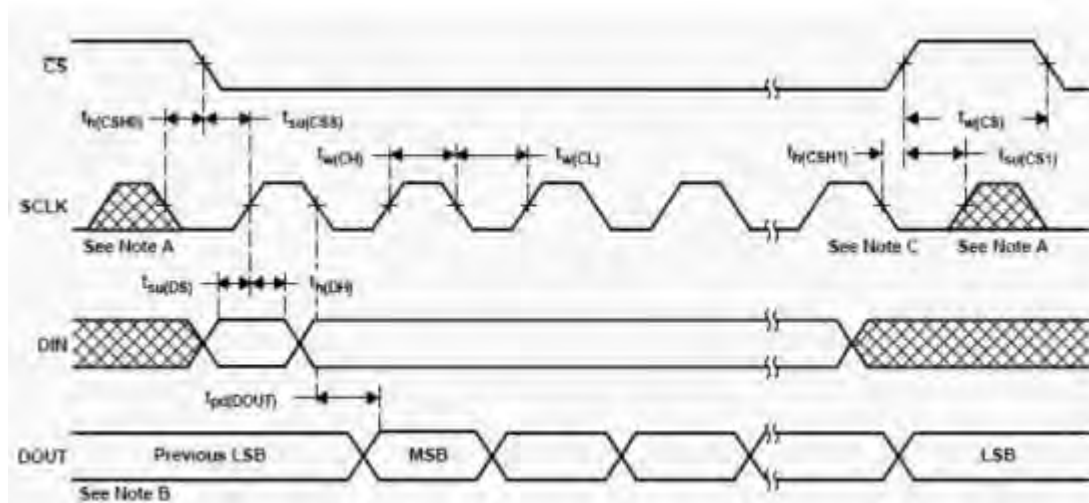 CS
th(CSH0)
tsu(CSS)
tw(CH)
tw(CL)
th(CSH1)
tw(CS)
tsu(CS1)
SCLK
See Note A
See Note C
See Note A
tsu(DS)
th(DH)
DIN
tpd(DOUT)
DOUT
Previous LSB
MSB
LSB
See Note B